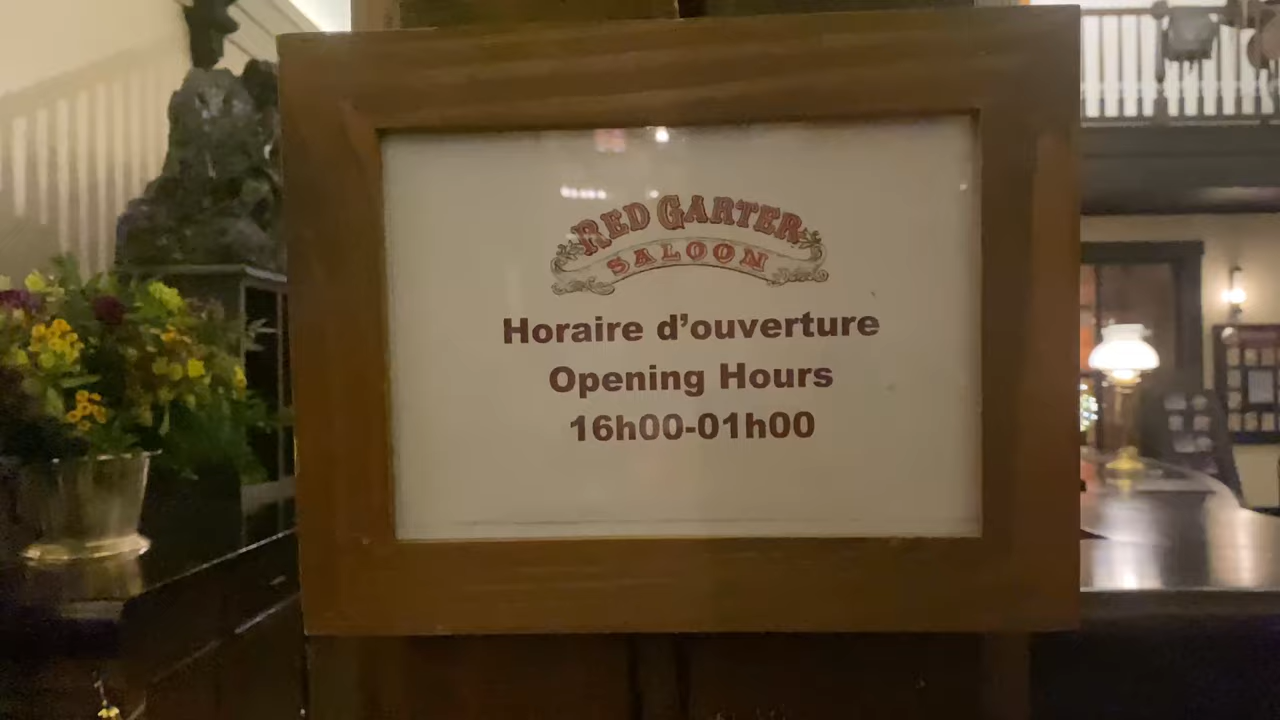 RED GARTER
SALOON
Horaire d'ouverture
Opening Hours
16h00-01h00